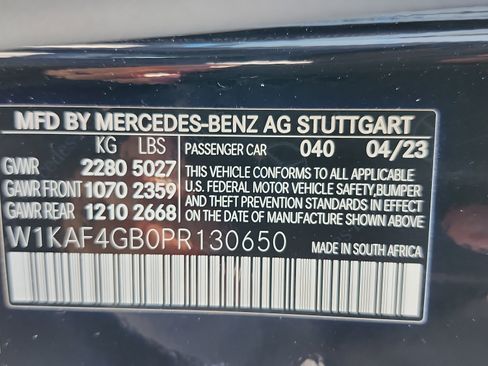 MFD BY MERCEDES-BENZ AG STUTTGART
KG LBS PASSENGER CAR 040 04/23
GWR 2280 5027
GAWR FRONT 1070 2359
GAWR REAR 1210 2668
THIS VEHICLE CONFORMS TO ALL APPLICABLE
U.S. FEDERAL MOTOR VEHICLE SAFETY, BUMPER
AND THEFT PREVENTION STANDARDS IN EFFECT
ON THE DATE OF MANUFACTURE SHOWN ABOVE.
W1KAF4GB0PR130650 MADE IN SOUTH AFRICA